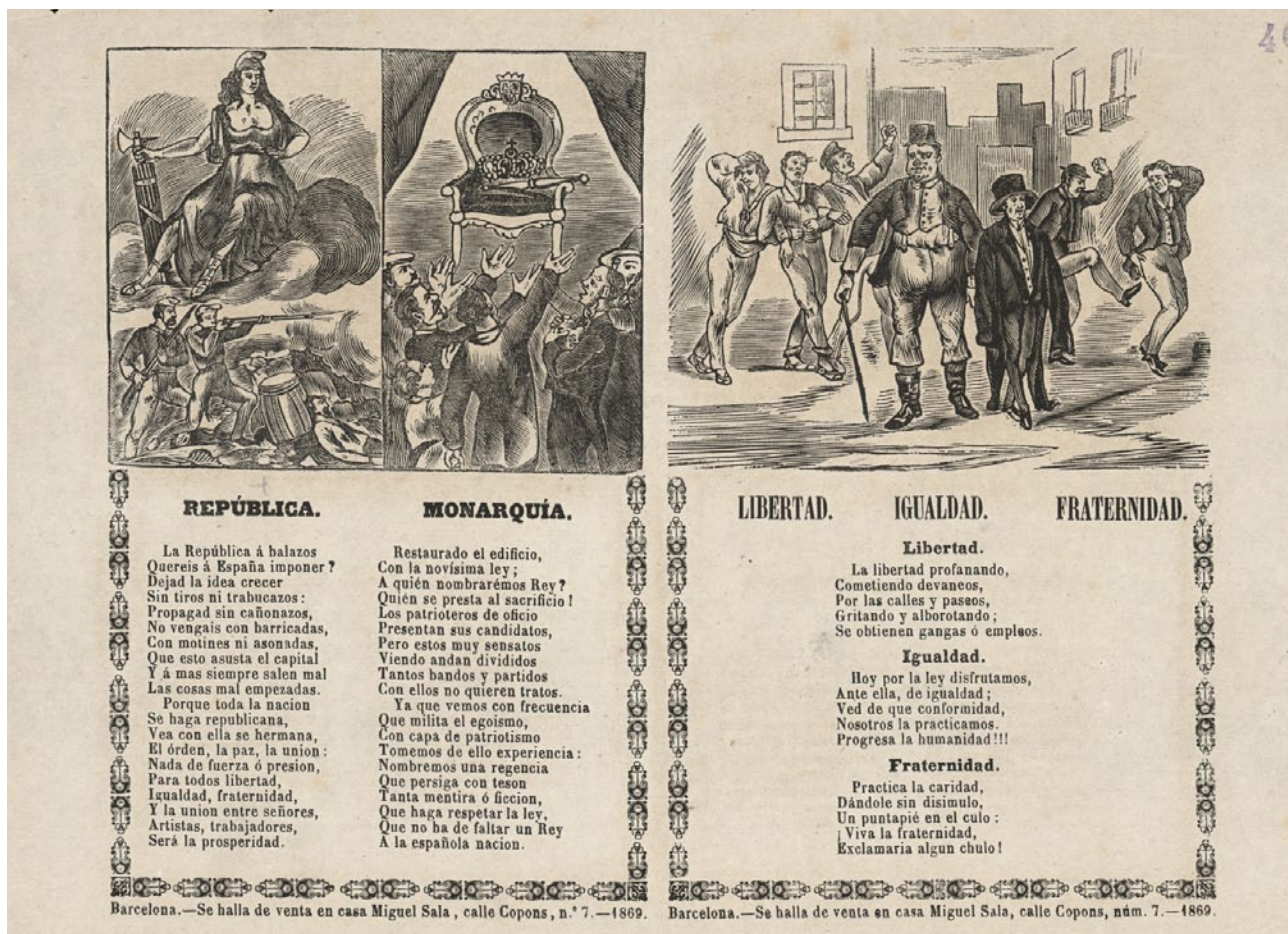 REPÚBLICA.
La República á balazos
Quereis á España imponer?
Dejad la idea crecer
Sin tiros ni trabucazos:
Propagad sin cañonazos,
No vengais con barricadas,
Con motines ni asonadas,
Que esto asusta el capital
Y á mas siempre salen mal
Las cosas mal empezadas.
Porque toda la nacion
Se haga republicana,
Vea con ella se hermana,
El órden, la paz, la union:
Nada de fuerza ó presion,
Para todos libertad,
Igualdad, fraternidad,
Y la union entre señores,
Artistas, trabajadores,
Será la prosperidad.
MONARQUÍA.
Restaurado el edificio,
Con la novísima ley;
A quién nombrarémos Rey?
Quién se presta al sacrificio!
Los patrioteros de oficio
Presentan sus candidatos,
Pero estos muy sensatos
Viendo andan divididos
Tantos bandos y partidos
Con ellos no quieren tratos.
Ya que vemos con frecuencia
Que milita el egoismo,
Con capa de patriotismo
Tomemos de ello experiencia:
Nombremos una regencia
Que persiga con teson
Tanta mentira ó ficcion,
Que haga respetar la ley,
Que no ha de faltar un Rey
A la española nacion.
Barcelona.—Se halla de venta en casa Miguel Sala, calle Copons, n.º 7.—1869.
LIBERTAD. IGUALDAD. FRATERNIDAD.
Libertad.
La libertad profanando,
Cometiendo devaneos,
Por las calles y paseos,
Gritando y alborotando;
Se obtienen gangas ó empleos.
Igualdad.
Hoy por la ley disfrutamos,
Ante ella, de igualdad;
Ved de que conformidad,
Nosotros la practicamos.
Progresa la humanidad!!!
Fraternidad.
Practica la caridad,
Dándole sin disimulo,
Un puntapié en el culo:
¡Viva la fraternidad,
Exclamaria algun chulo!
Barcelona.—Se halla de venta en casa Miguel Sala, calle Copons, núm. 7.—1869.